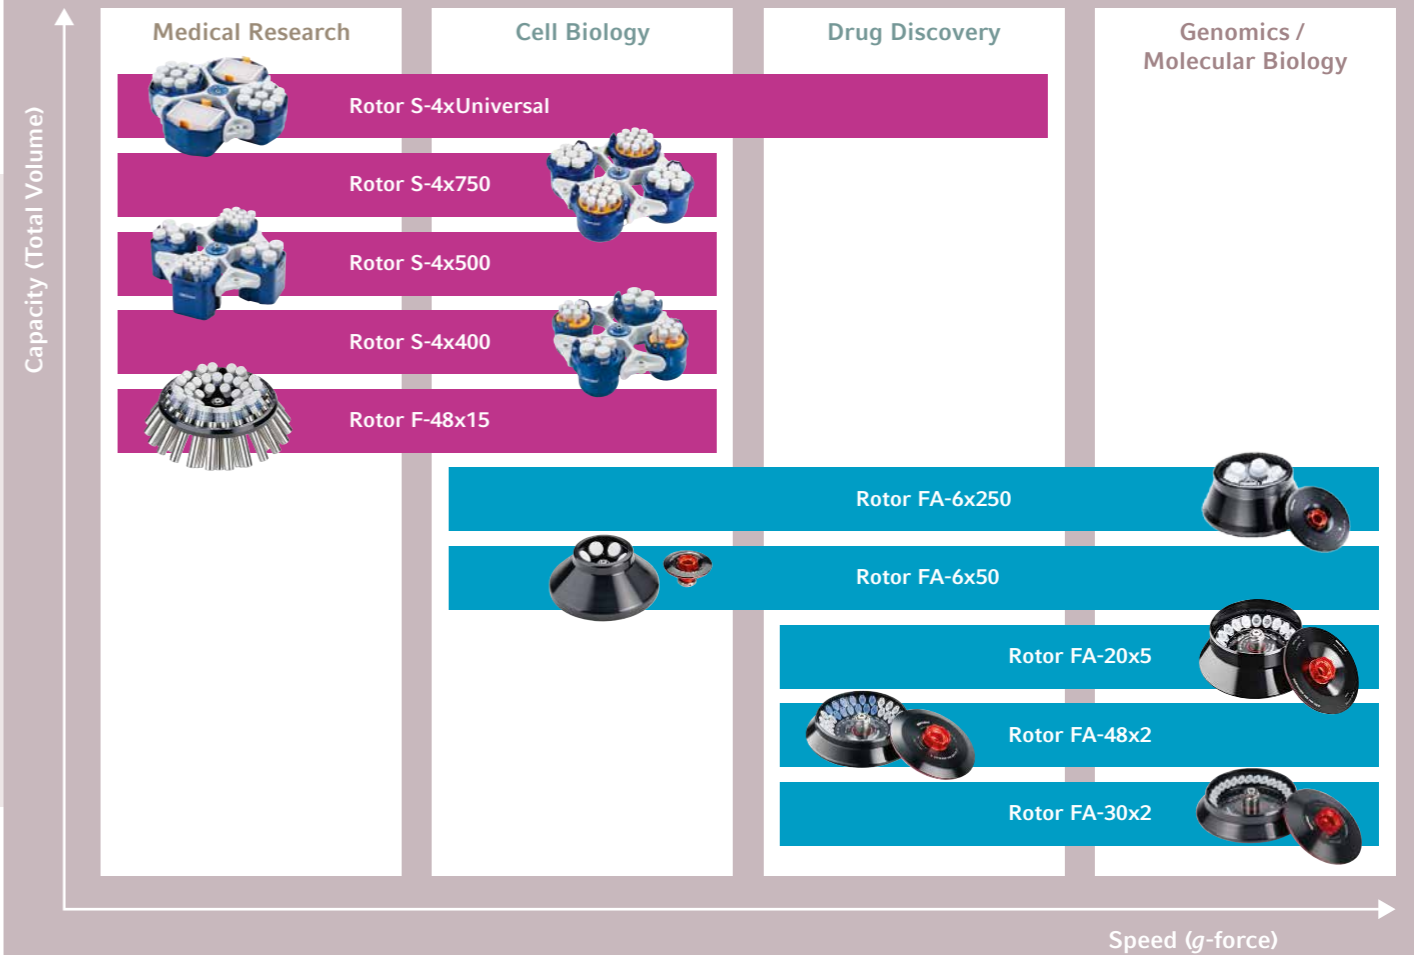 Medical Research
Cell Biology
Drug Discovery
Genomics /
Molecular Biology
Capacity (Total Volume)
Rotor S-4xUniversal
Rotor S-4x750
Rotor S-4x500
Rotor S-4x400
Rotor F-48x15
Rotor FA-6x250
Rotor FA-6x50
Rotor FA-20x5
Rotor FA-48x2
Rotor FA-30x2
Speed (g-force)